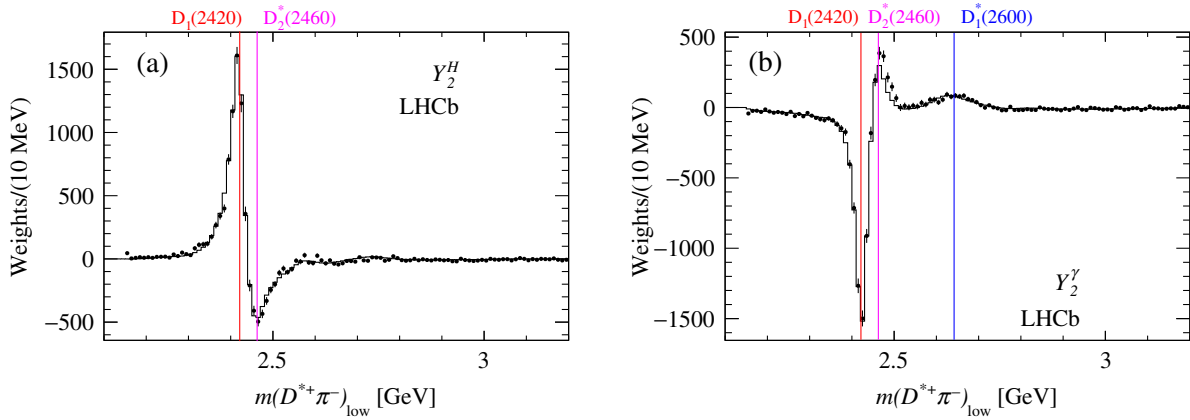 D₁(2420) D₂*(2460)
(a)
Y₂ᴴ
LHCb
1500
1000
500
0
−500
Weights/(10 MeV)
2.5
3
m(D*⁺π⁻)low [GeV]
D₁(2420) D₂*(2460) D₁*(2600)
(b)
Y₂ᵞ
LHCb
500
0
−500
−1000
−1500
Weights/(10 MeV)
2.5
3
m(D*⁺π⁻)low [GeV]